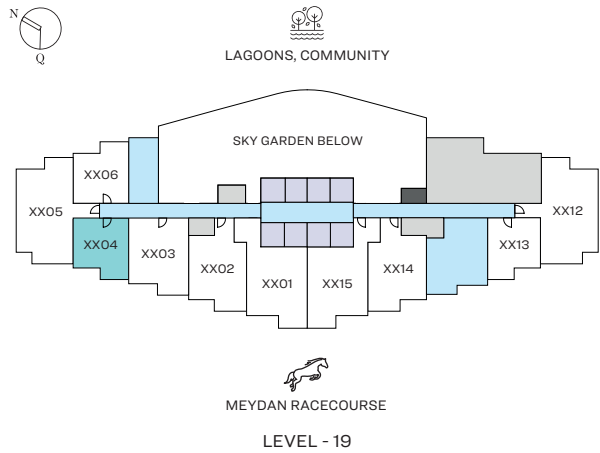 N
Q
LAGOONS, COMMUNITY
SKY GARDEN BELOW
XX06
XX05
XX12
XX04
XX03
XX02
XX01
XX15
XX14
XX13
MEYDAN RACECOURSE
LEVEL - 19